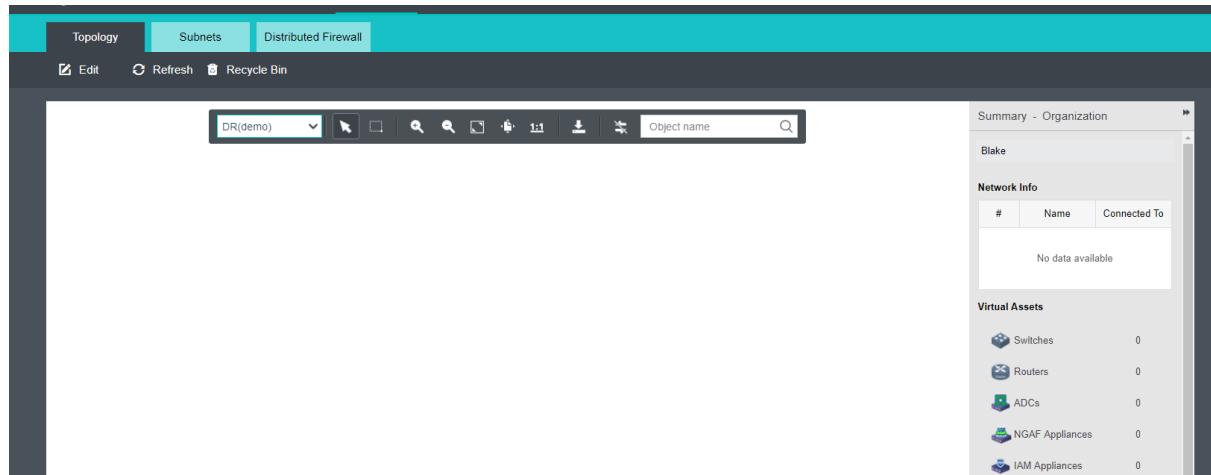 Topology Subnets Distributed Firewall
Edit Refresh Recycle Bin
DR(demo) 1:1 Object name
Summary - Organization
Blake
Network Info
# Name Connected To
No data available
Virtual Assets
Switches 0
Routers 0
ADCs 0
NGAF Appliances 0
IAM Appliances 0